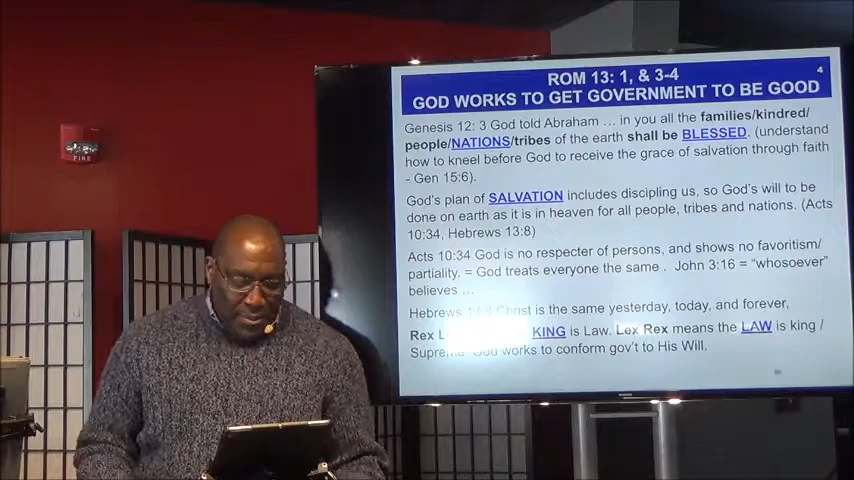 FIRE
ROM 13: 1, & 3-4
4
GOD WORKS TO GET GOVERNMENT TO BE GOOD
Genesis 12: 3 God told Abraham … in you all the families/kindred/
people/NATIONS/tribes of the earth shall be BLESSED. (understand
how to kneel before God to receive the grace of salvation through faith
- Gen 15:6).
God's plan of SALVATION includes discipling us, so God's will to be
done on earth as it is in heaven for all people, tribes and nations. (Acts
10:34, Hebrews 13:8)
Acts 10:34 God is no respecter of persons, and shows no favoritism/
partiality. = God treats everyone the same . John 3:16 = "whosoever"
believes …
Hebrews Christ is the same yesterday, today, and forever,
Rex KING is Law. Lex Rex means the LAW is king /
God works to conform gov't to His Will.